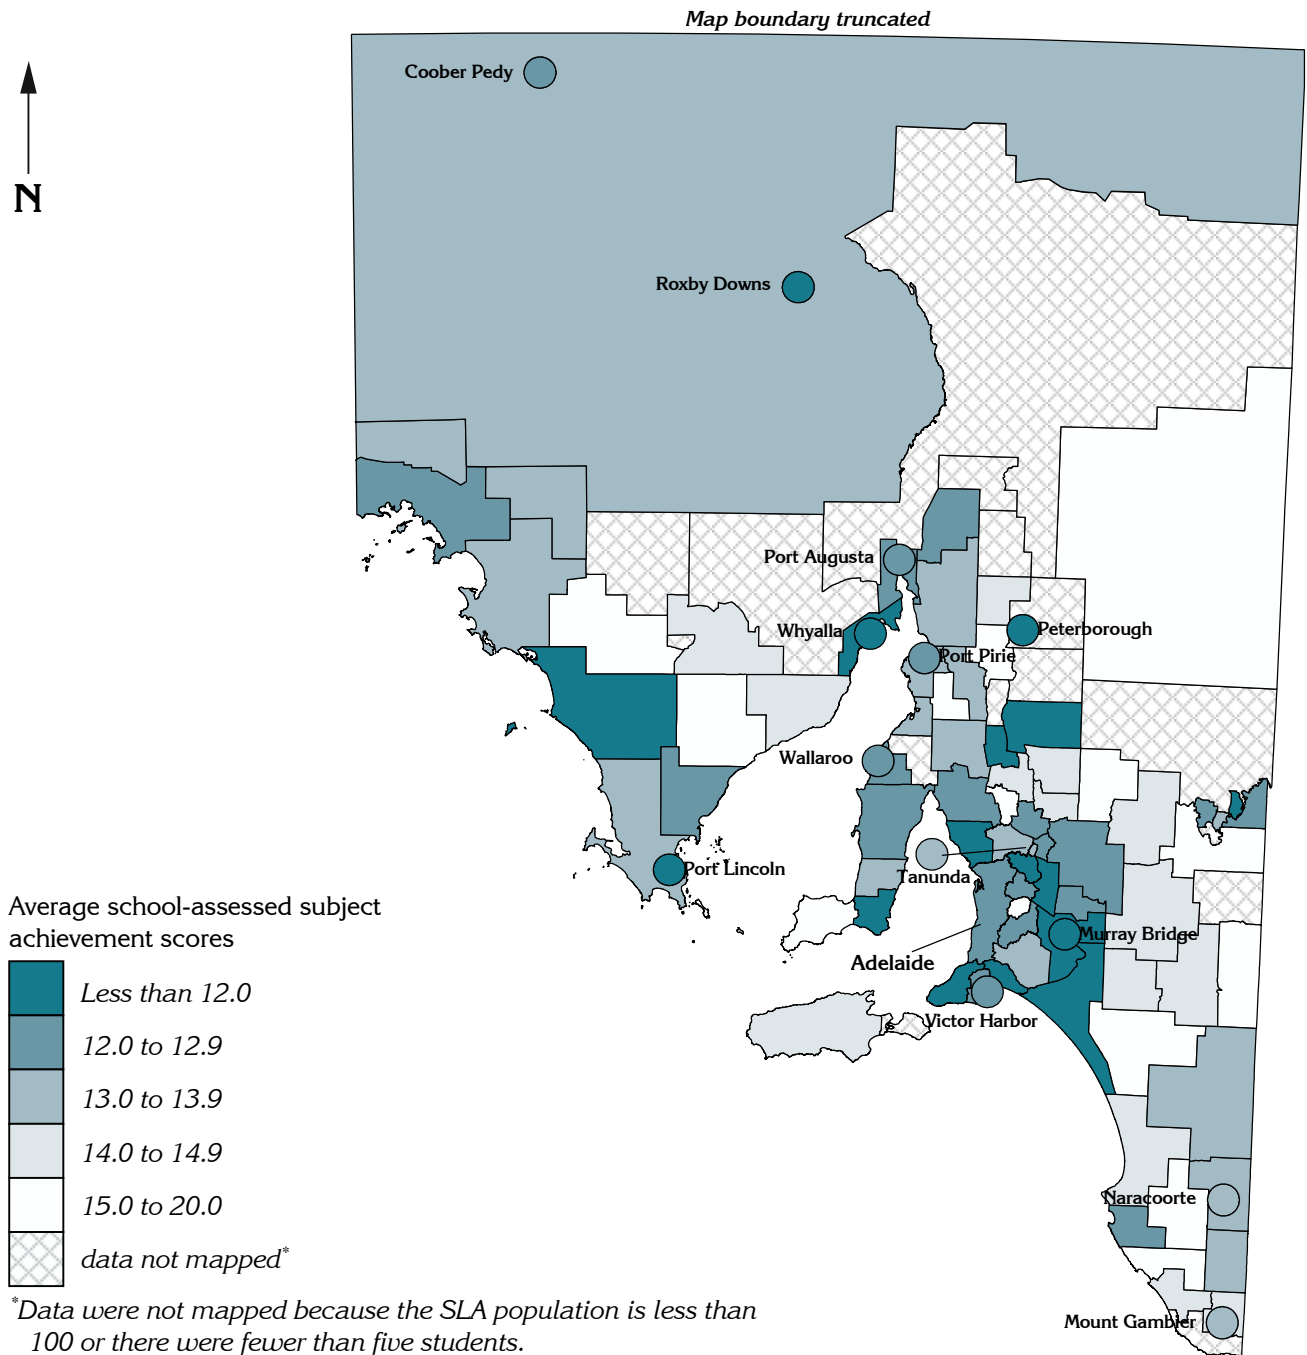 Map boundary truncated
Coober Pedy
N
Roxby Downs
Port Augusta
Whyalla
Peterborough
Port Pirie
Wallaroo
Port Lincoln
Tanunda
Murray Bridge
Adelaide
Victor Harbor
Naracoorte
Mount Gambier
Average school-assessed subject
achievement scores
Less than 12.0
12.0 to 12.9
13.0 to 13.9
14.0 to 14.9
15.0 to 20.0
data not mapped*
*Data were not mapped because the SLA population is less than
100 or there were fewer than five students.